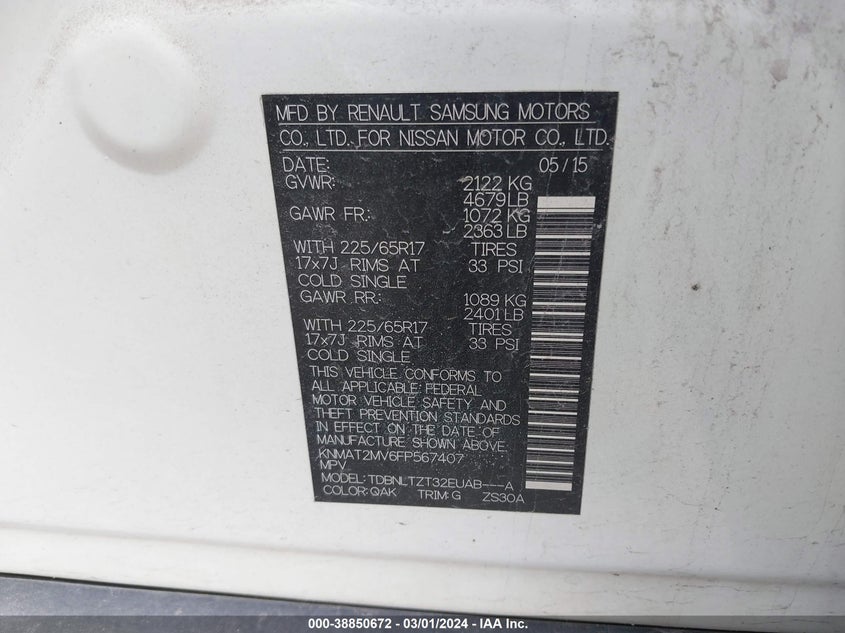 MFD BY RENAULT SAMSUNG MOTORS
CO., LTD. FOR NISSAN MOTOR CO., LTD.
DATE: 05/15
GVWR: 2122 KG
4679 LB
GAWR FR: 1072 KG
2363 LB
WITH 225/65R17 TIRES
17x7J RIMS AT 33 PSI
COLD SINGLE
GAWR RR: 1089 KG
2401 LB
WITH 225/65R17 TIRES
17x7J RIMS AT 33 PSI
COLD SINGLE
THIS VEHICLE CONFORMS TO
ALL APPLICABLE FEDERAL
MOTOR VEHICLE SAFETY AND
THEFT PREVENTION STANDARDS
IN EFFECT ON THE DATE OF
MANUFACTURE SHOWN ABOVE.
KNMAT2MV6FP567407
MPV
MODEL: TDBNLTZT32EUAB---A
COLOR: QAK TRIM: G ZS30A
000-38850672 - 03/01/2024 - IAA Inc.